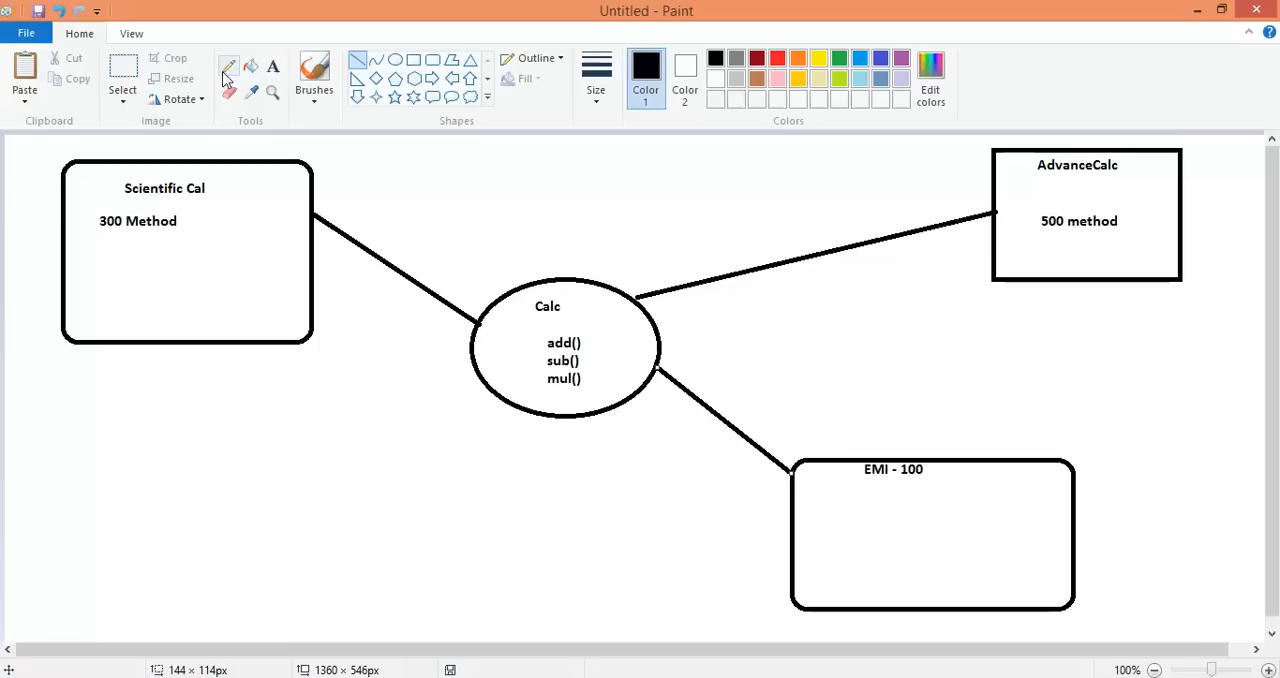 Untitled - Paint
File
Home
View
Paste
Cut
Copy
Clipboard
Select
Crop
Resize
Rotate
Image
A
Tools
Brushes
Outline
Fill
Shapes
Size
Color 1
Color 2
Edit colors
Colors
Scientific Cal
300 Method
AdvanceCalc
500 method
Calc
add()
sub()
mul()
EMI - 100
144 × 114px
1360 × 546px
100%